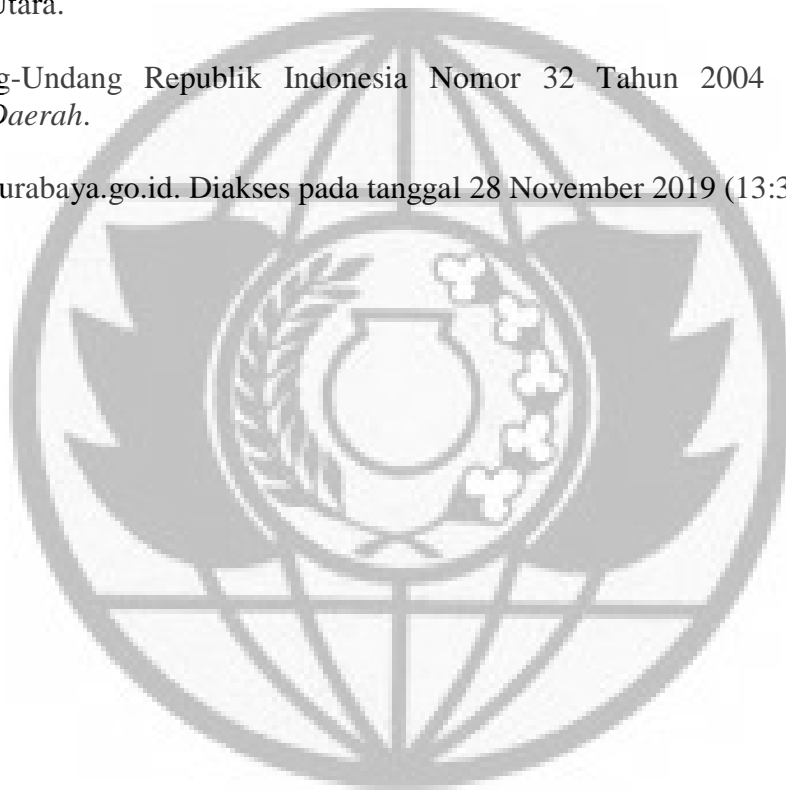 Utara.
g-Undang Republik Indonesia Nomor 32 Tahun 2004
Daerah.
urabaya.go.id. Diakses pada tanggal 28 November 2019 (13:3